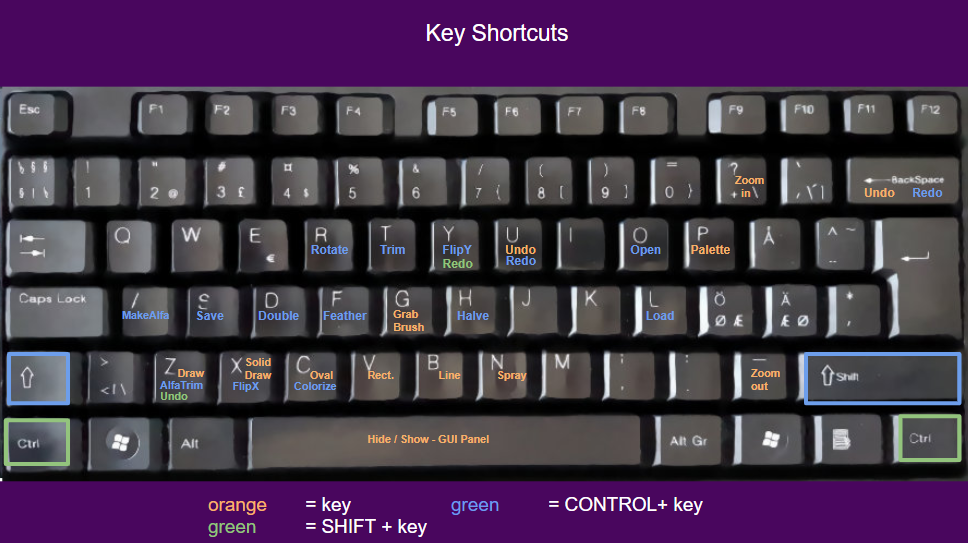 Key Shortcuts
Esc F1 F2 F3 F4 F5 F6 F7 F8 F9 F10 F11 F12
! " # ¤ % & / ( ) = ? `
§ 1 2 @ 3 £ 4 $ 5 6 7 { 8 [ 9 ] 0 } + \ ←BackSpace
Zoom in Undo Redo
Q W E R T Y U I O P Å ^ ~
€ Rotate Trim FlipY Undo Open Palette ¨
Redo Redo
Caps Lock / S D F G H J K L Ö Ä *
MakeAlfa Save Double Feather Grab Halve Load Ø Æ Æ Ø '
Brush
⇧ > Z Draw X Solid C V B N M ; : — ⇧Shift
< | \ AlfaTrim Draw Oval Rect. Line Spray , . Zoom
Undo FlipX Colorize out
Ctrl Alt Hide / Show - GUI Panel Alt Gr Ctrl
orange = key green = CONTROL+ key
green = SHIFT + key